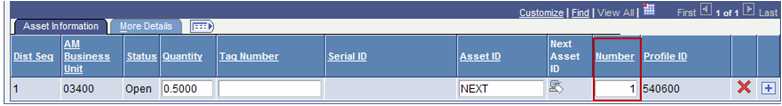 Customize | Find | View All | First 1 of 1 Last
Asset Information More Details
Dist Seq AM Business Unit Status Quantity Tag Number Serial ID Asset ID Next Asset ID Number Profile ID
1 03400 Open 0.5000 NEXT 1 540600